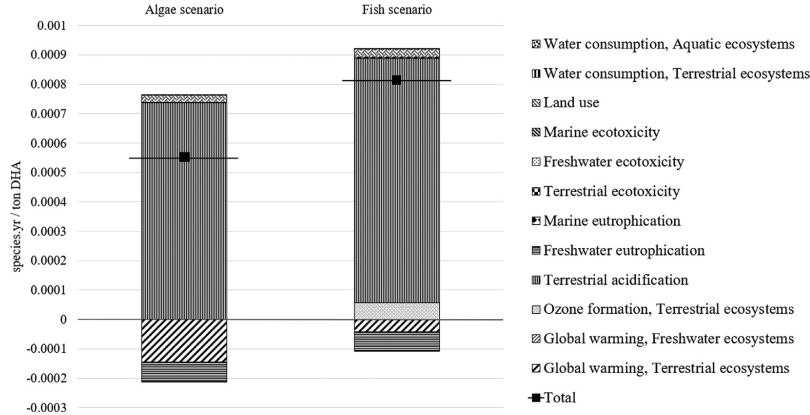 Algae scenario
Fish scenario
0.001
0.0009
0.0008
0.0007
0.0006
0.0005
0.0004
0.0003
0.0002
0.0001
0
-0.0001
-0.0002
-0.0003
species.yr / ton DHA
Water consumption, Aquatic ecosystems
Water consumption, Terrestrial ecosystems
Land use
Marine ecotoxicity
Freshwater ecotoxicity
Terrestrial ecotoxicity
Marine eutrophication
Freshwater eutrophication
Terrestrial acidification
Ozone formation, Terrestrial ecosystems
Global warming, Freshwater ecosystems
Global warming, Terrestrial ecosystems
Total